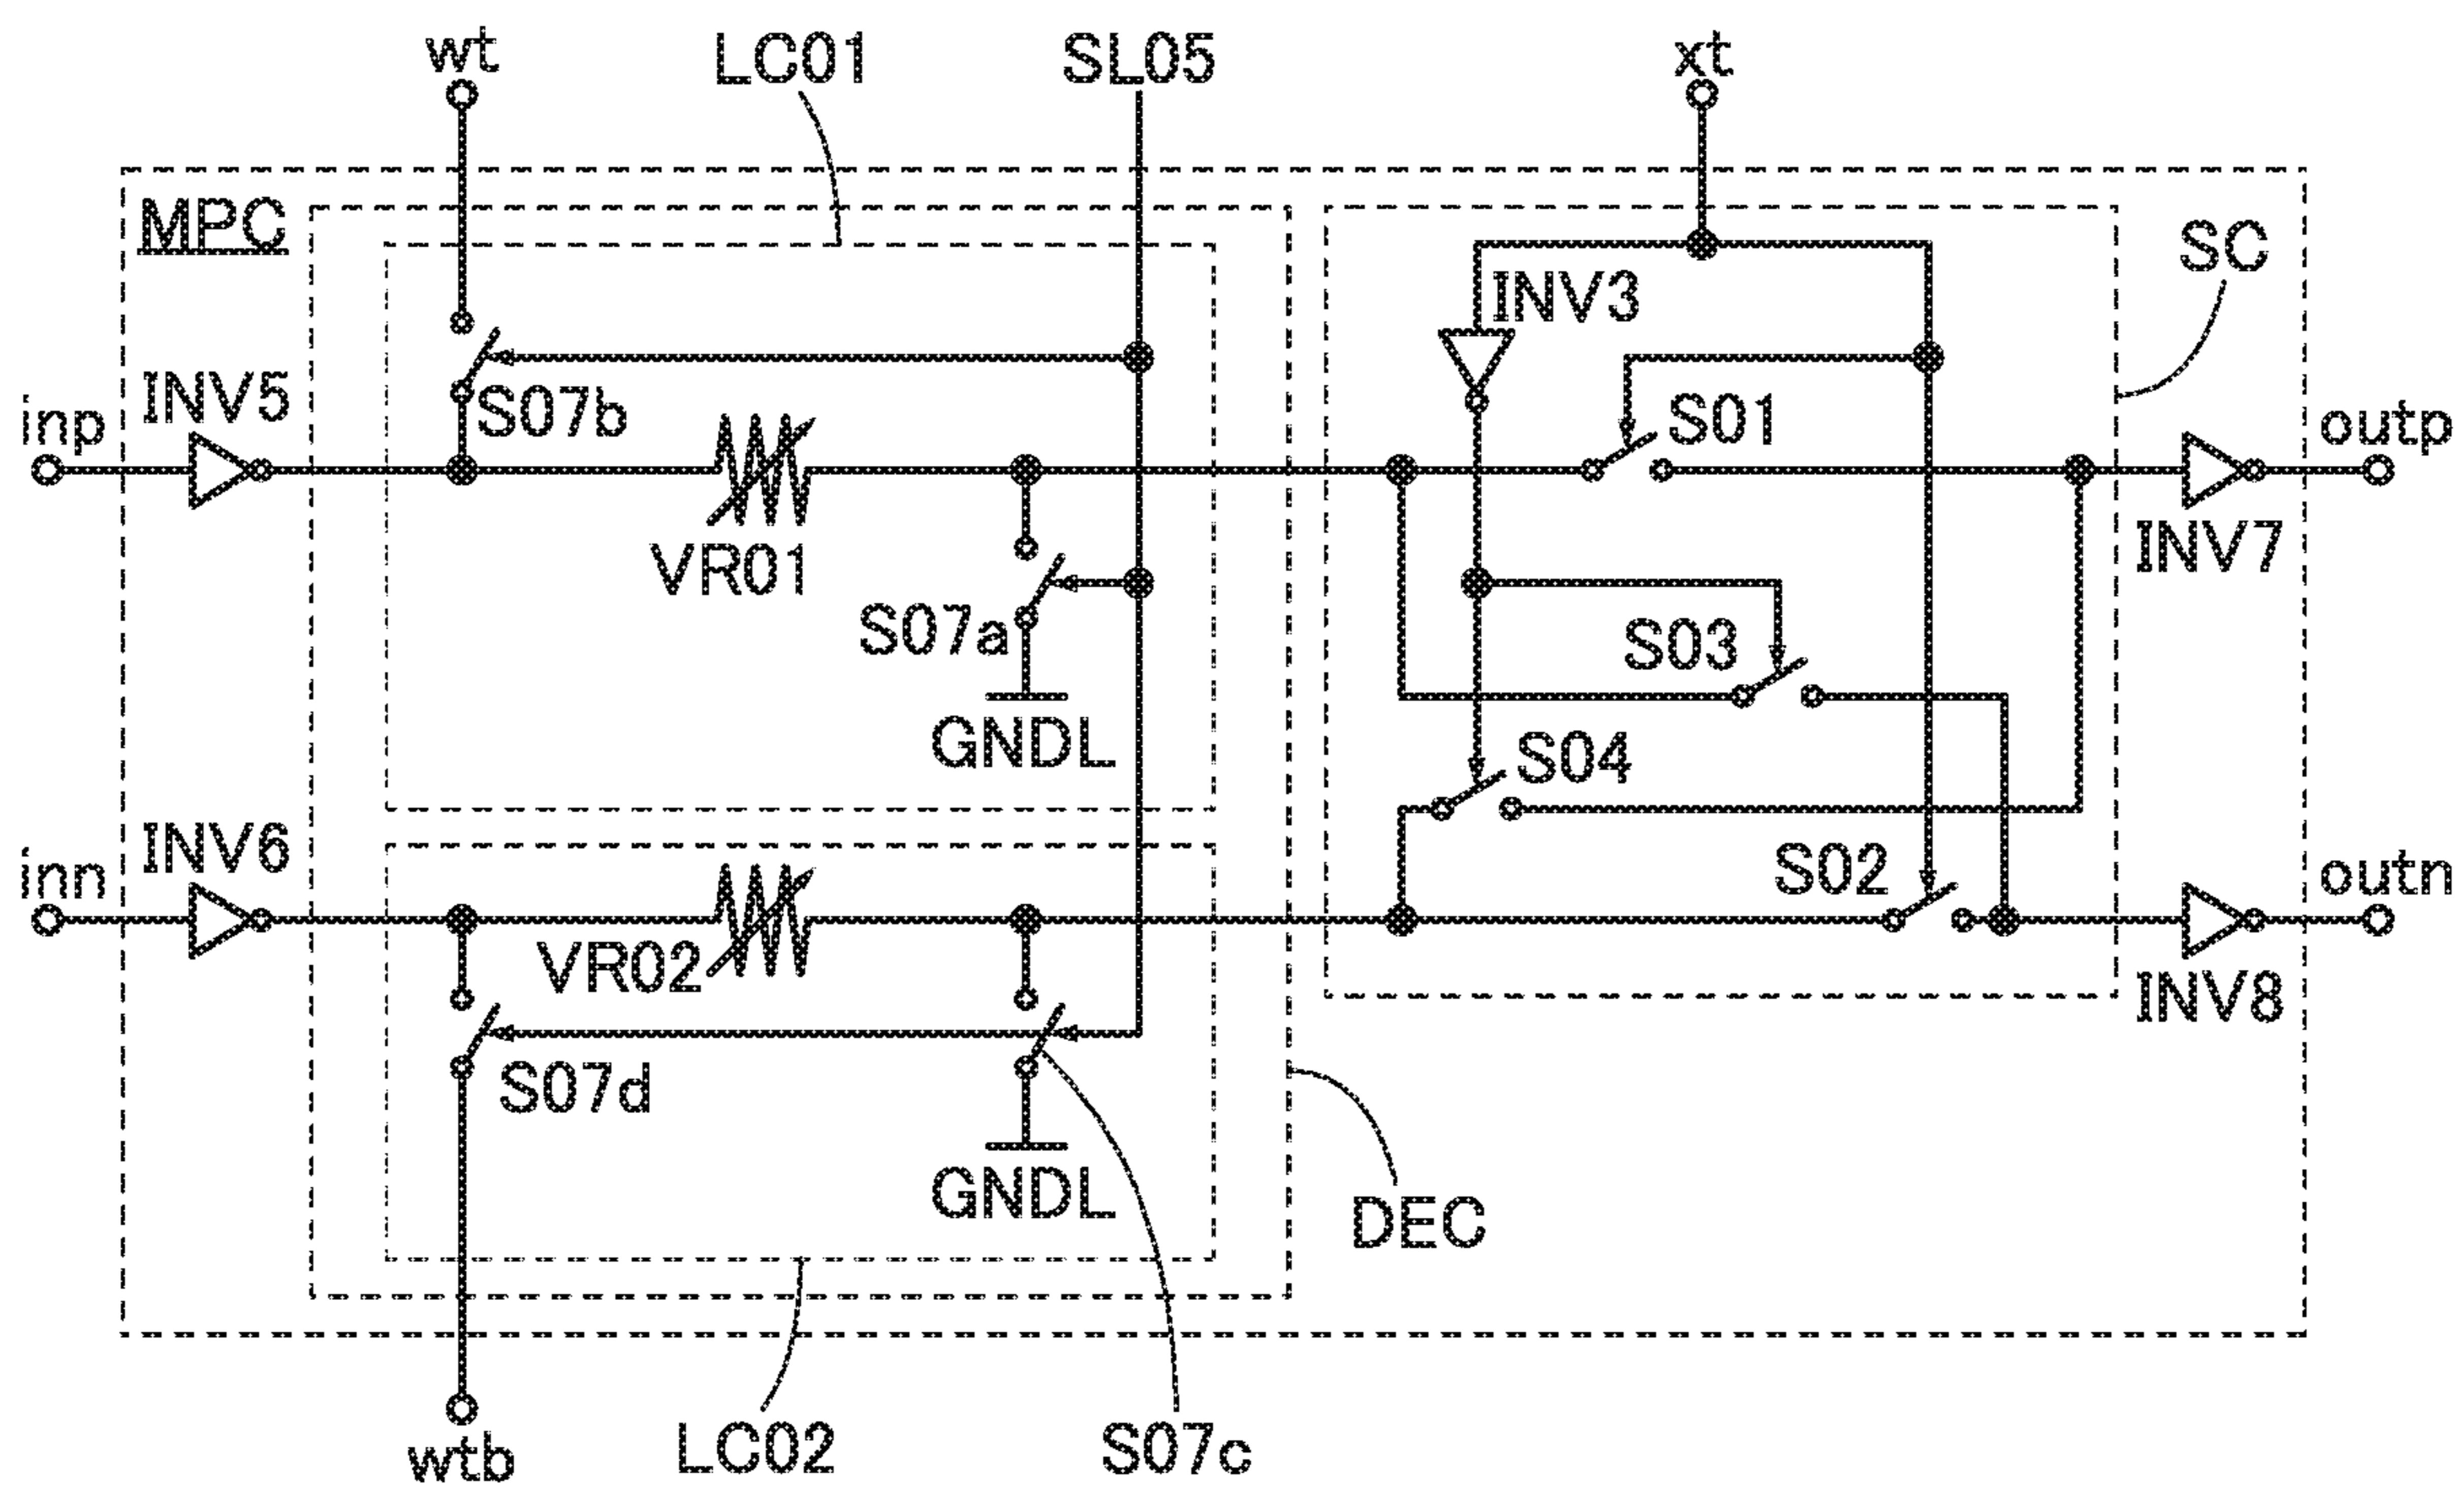 wt
LC01
SL05
xt
MPC
SC
INV3
INV5
inp
S07b
S01
outp
VR01
INV7
S07a
S03
GNDL
S04
INV6
inn
S02
outn
VR02
INV8
S07d
GNDL
DEC
LC02
S07c
wtb